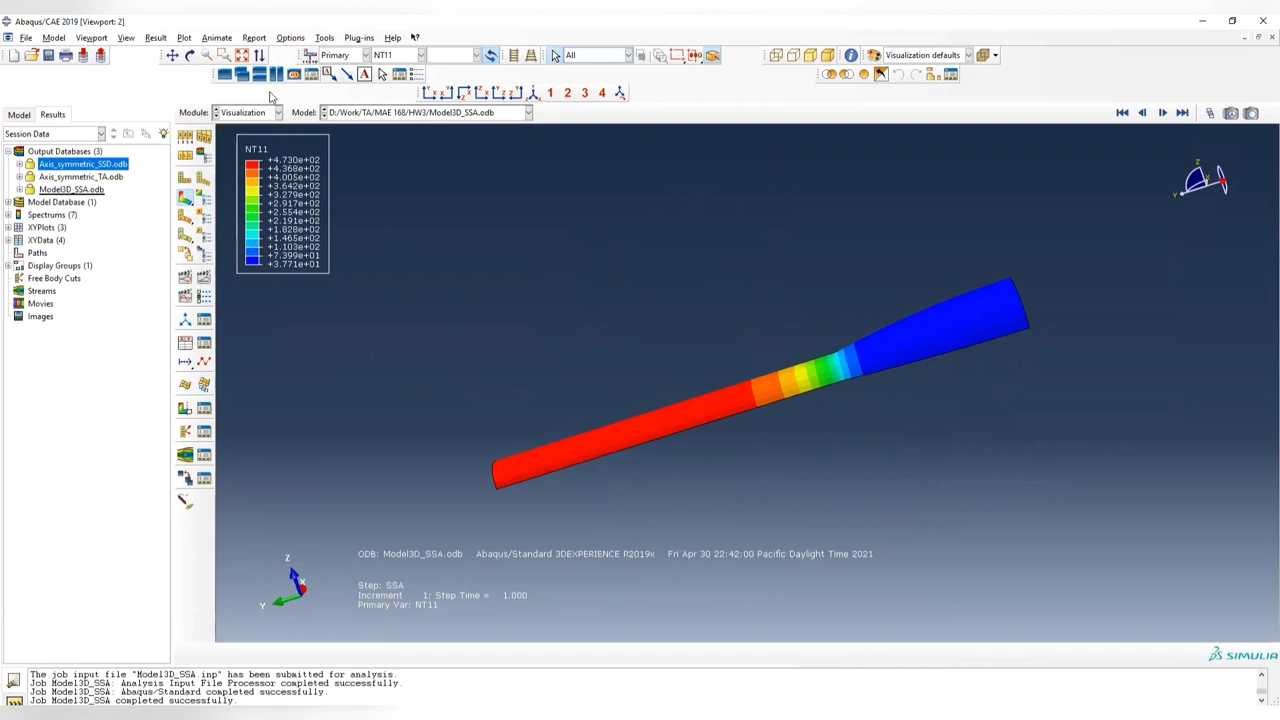 Abaqus/CAE 2019 [Viewport: 2]
File Model Viewport View Result Plot Animate Report Options Tools Plug-ins Help
Primary NT11 All Visualization defaults
1 2 3 4
Model Results Module: Visualization Model: D:/Work/TA/MAE 168/HW3/Model3D_SSA.odb
Session Data
Output Databases (3)
Axis_symmetric_SSD.odb
Axis_symmetric_TA.odb
Model3D_SSA.odb
Model Database (1)
Spectrums (7)
XYPlots (3)
XYData (4)
Paths
Display Groups (1)
Free Body Cuts
Streams
Movies
Images
NT11
+4.730e+02
+4.368e+02
+4.005e+02
+3.642e+02
+3.279e+02
+2.917e+02
+2.554e+02
+2.191e+02
+1.828e+02
+1.465e+02
+1.103e+02
+7.399e+01
+3.771e+01
Z
X
Y
Z
X
Y
ODB: Model3D_SSA.odb Abaqus/Standard 3DEXPERIENCE R2019x Fri Apr 30 22:42:00 Pacific Daylight Time 2021
Step: SSA
Increment 1: Step Time = 1.000
Primary Var: NT11
SIMULIA
The job input file "Model3D_SSA.inp" has been submitted for analysis.
Job Model3D_SSA: Analysis Input File Processor completed successfully.
Job Model3D_SSA: Abaqus/Standard completed successfully.
Job Model3D_SSA completed successfully.